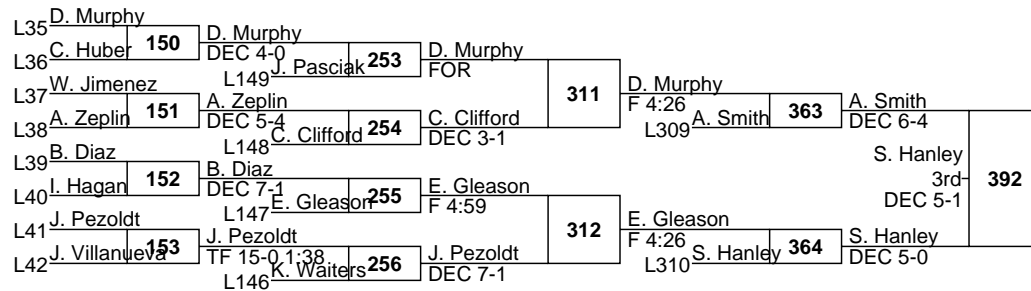 L35 D. Murphy
150
L36 C. Huber
D. Murphy
DEC 4-0
253
L149 J. Pasciak
D. Murphy
FOR
L37 W. Jimenez
151
L38 A. Zeplin
A. Zeplin
DEC 5-4
254
L148 C. Clifford
C. Clifford
DEC 3-1
311
D. Murphy
F 4:26
363
L309 A. Smith
A. Smith
DEC 6-4
L39 B. Diaz
152
L40 I. Hagan
B. Diaz
DEC 7-1
255
L147 E. Gleason
E. Gleason
F 4:59
L41 J. Pezoldt
153
L42 J. Villanueva
J. Pezoldt
TF 15-0 1:38
256
L146 K. Waiters
J. Pezoldt
DEC 7-1
312
E. Gleason
F 4:26
364
L310 S. Hanley
S. Hanley
DEC 5-0
S. Hanley
3rd
DEC 5-1
392